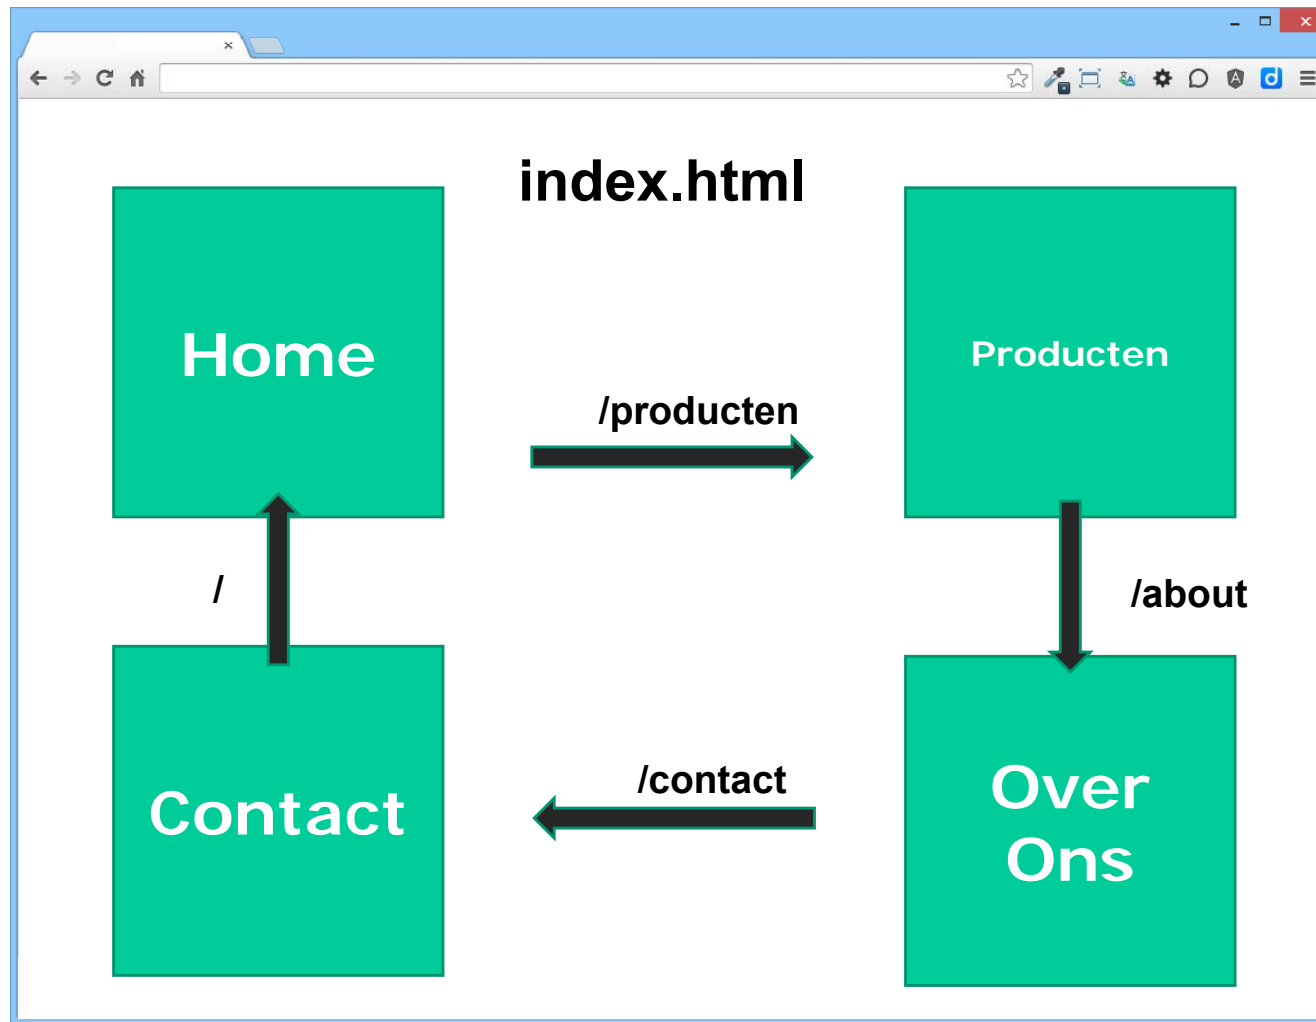 index.html
Home
Producten
/producten
/
/about
Contact
/contact
Over
Ons